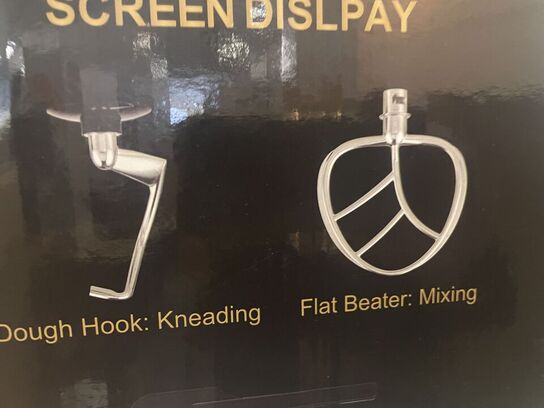 SCREEN DISLPAY
Dough Hook: Kneading
Flat Beater: Mixing